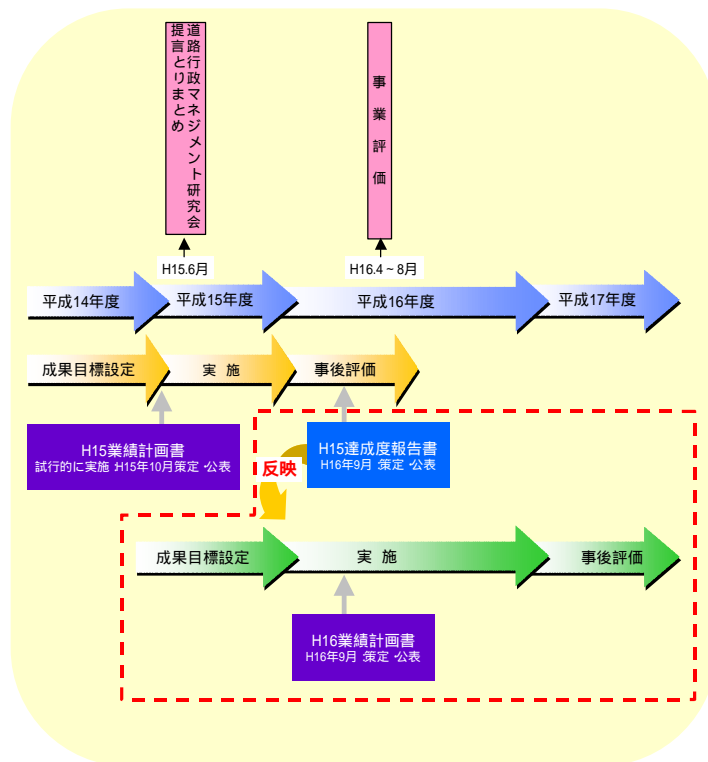 道路行政マネジメント研究会
提言とりまとめ
事業評価
H15.6月
H16.4~8月
平成14年度
平成15年度
平成16年度
平成17年度
成果目標設定
実 施
事後評価
H15業績計画書
試行的に実施 H15年10月策定・公表
H15達成度報告書
H16年9月 策定・公表
反映
成果目標設定
実 施
事後評価
H16業績計画書
H16年9月 策定・公表